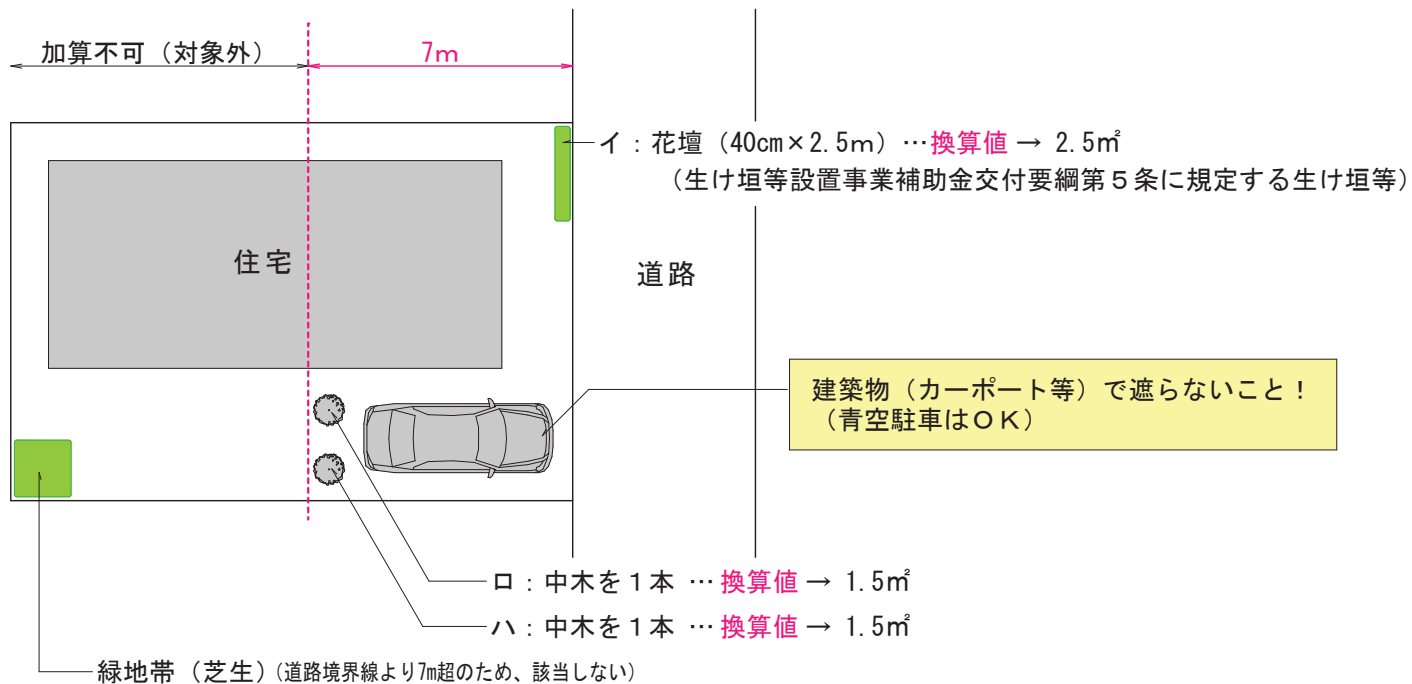 加算不可（対象外）
7m
イ：花壇（40cm×2.5m）…換算値 → 2.5㎡
（生け垣等設置事業補助金交付要綱第５条に規定する生け垣等）
住宅
道路
建築物（カーポート等）で遮らないこと！
（青空駐車はＯＫ）
ロ：中木を１本 …換算値 → 1.5㎡
ハ：中木を１本 …換算値 → 1.5㎡
緑地帯（芝生）（道路境界線より7m超のため、該当しない）